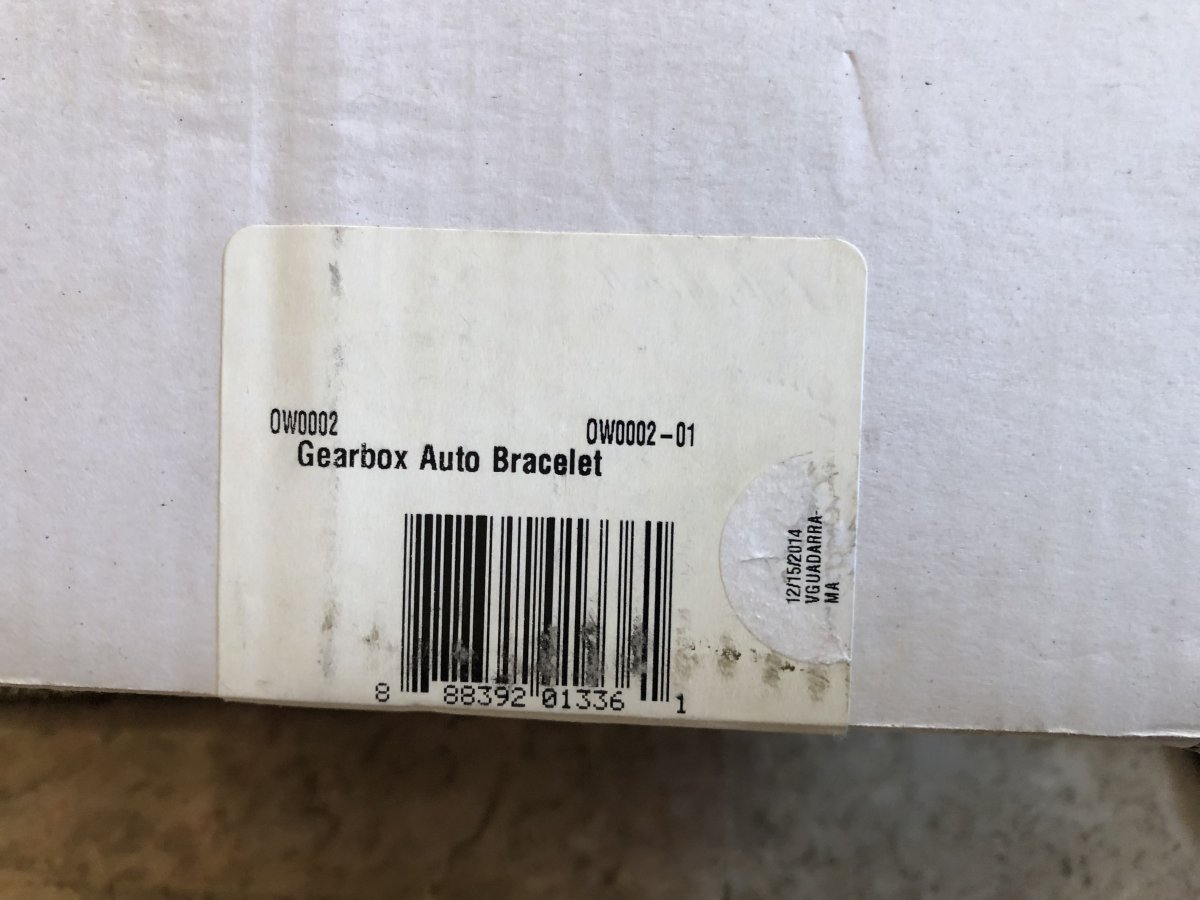 OW0002 OW0002-01
Gearbox Auto Bracelet
8 88392 01336 1
12/15/2014
VGUADARRA-
MA